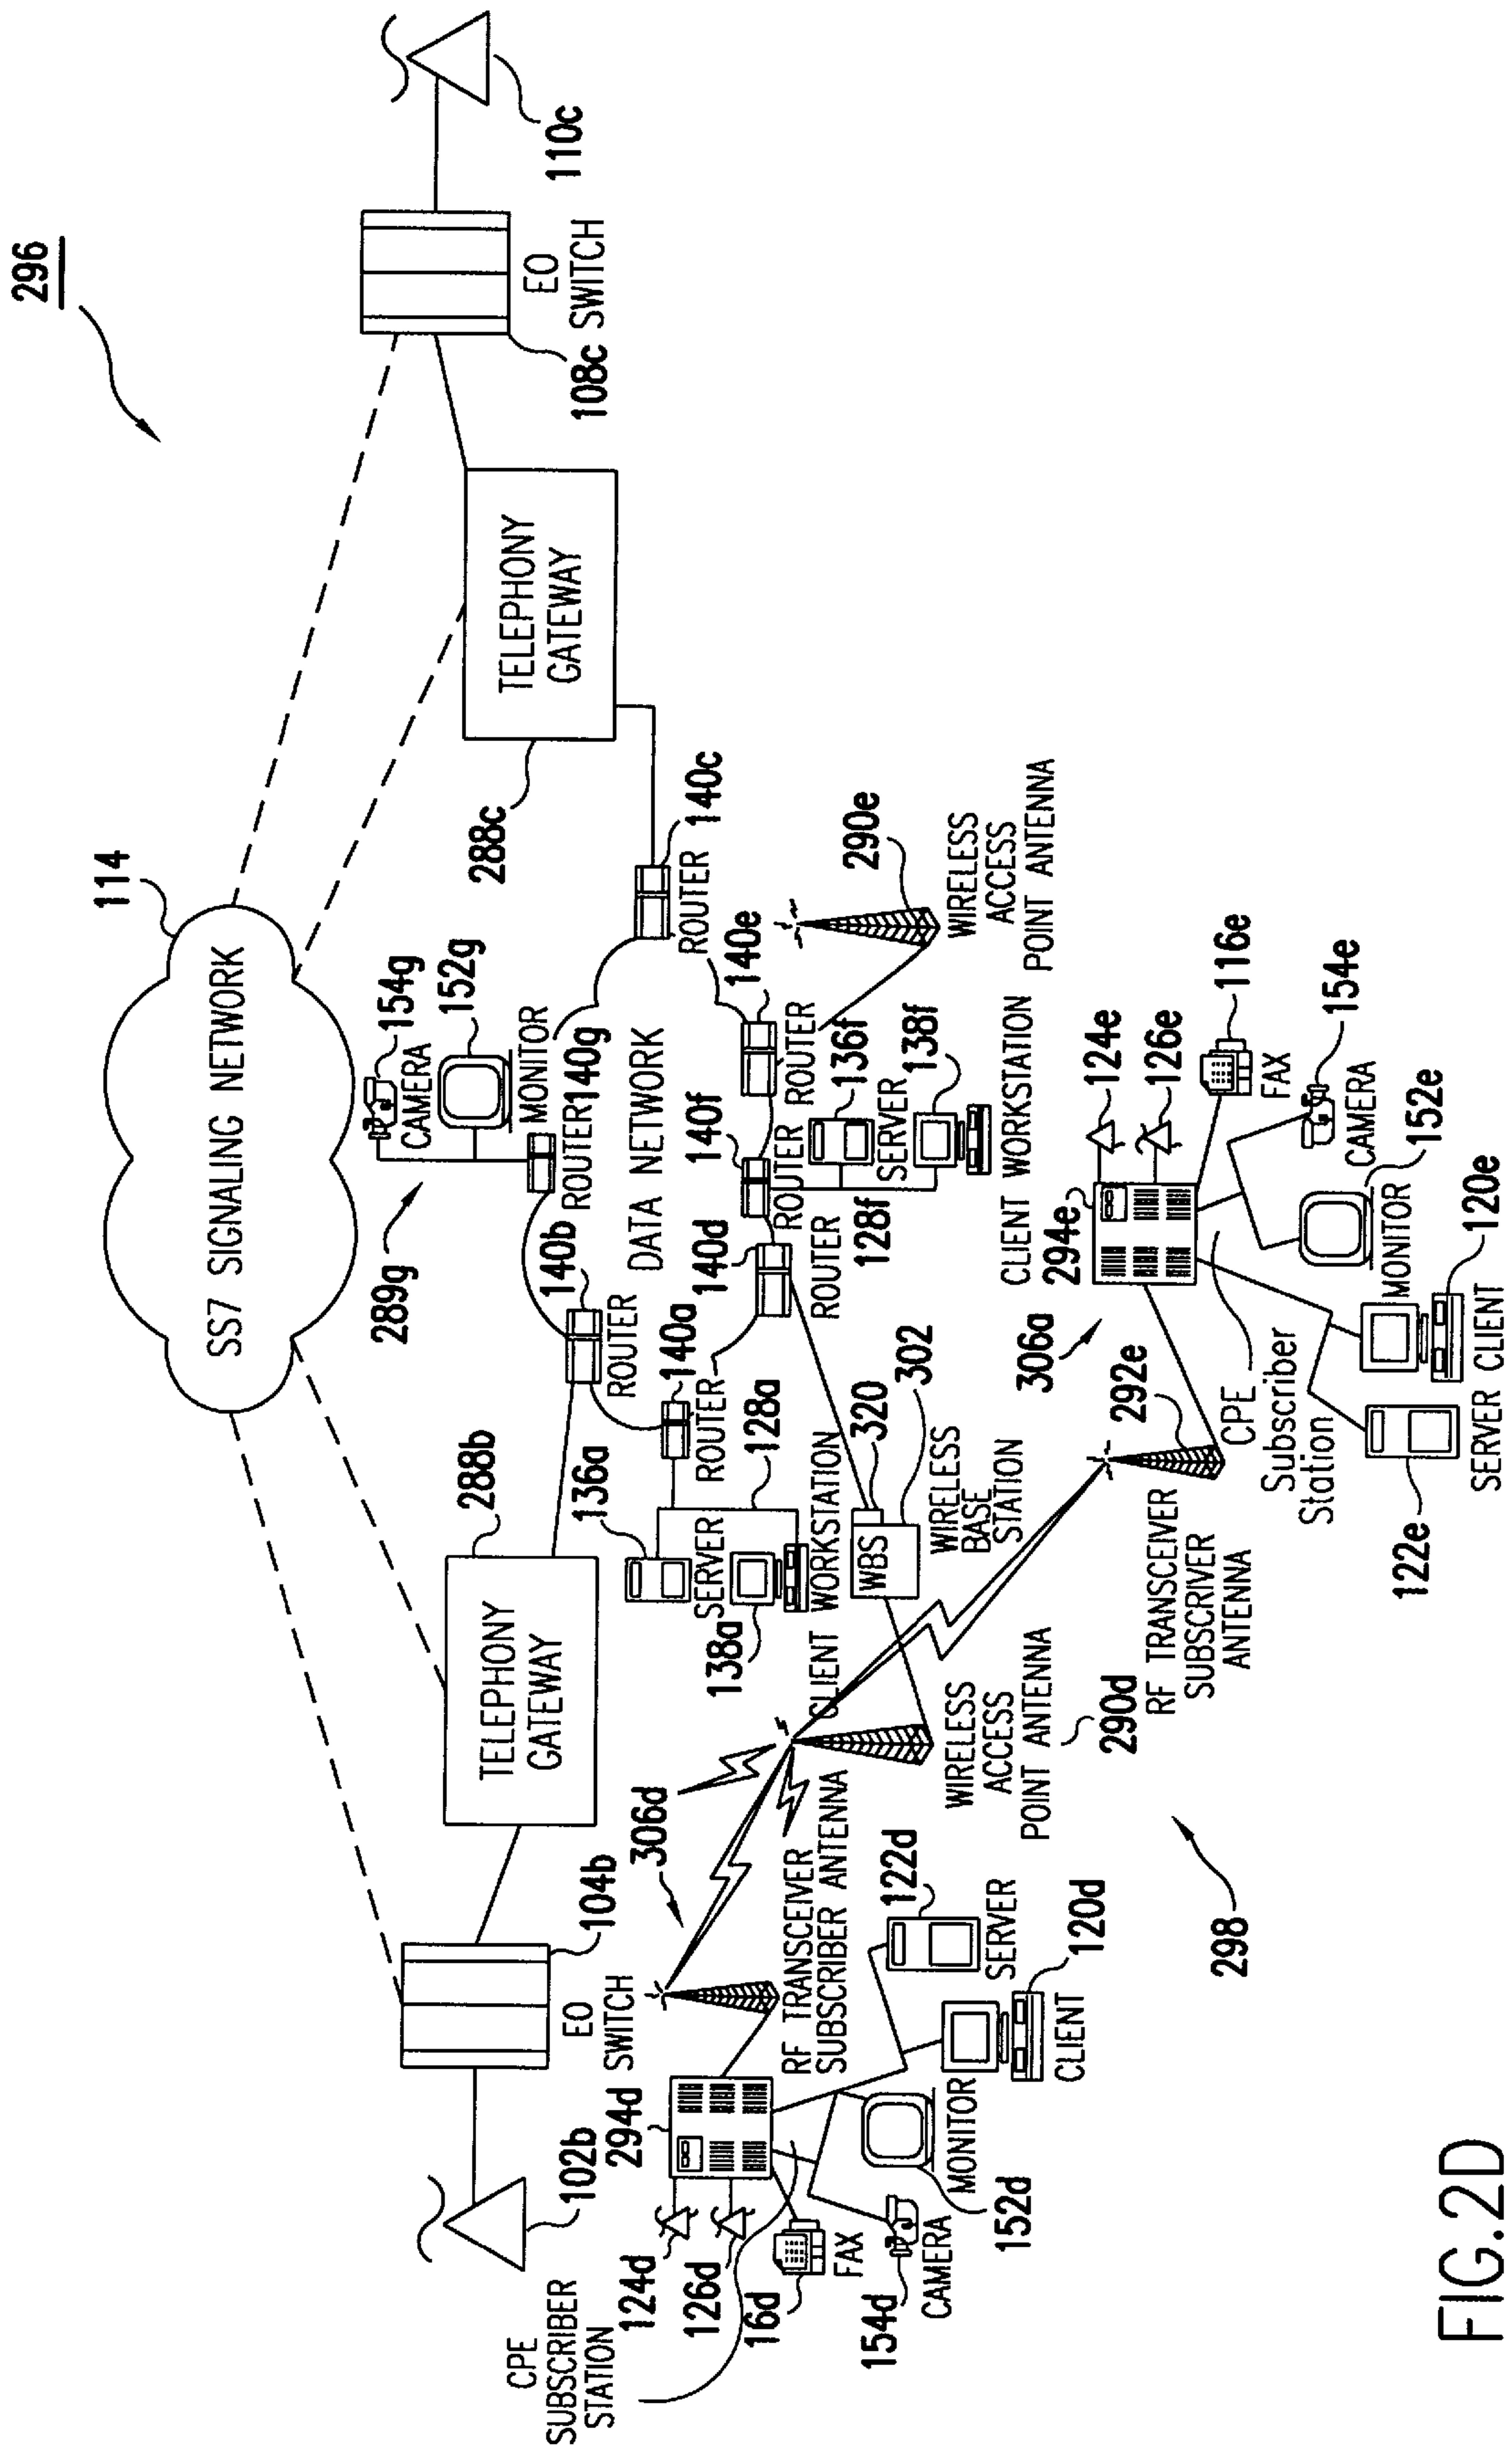 296
114
SS7 SIGNALING NETWORK
110c
EO
SWITCH
108c
TELEPHONY
GATEWAY
288c
154g
CAMERA
152g
MONITOR
289g
ROUTER
140g
140c
ROUTER
DATA NETWORK
140b
ROUTER
288b
TELEPHONY
GATEWAY
104b
EO
SWITCH
102b
140a
ROUTER
136a
SERVER
128a
138a
CLIENT WORKSTATION
140d
ROUTER
140f
ROUTER
140e
ROUTER
290e
WIRELESS
ACCESS
POINT ANTENNA
136f
SERVER
138f
128f
CLIENT WORKSTATION
320
302
WBS
WIRELESS
BASE
STATION
WIRELESS
ACCESS
POINT ANTENNA
290d
306d
RF TRANSCEIVER
SUBSCRIBER ANTENNA
294d
CPE
SUBSCRIBER
STATION
124d
126d
16d
FAX
154d
CAMERA
152d
MONITOR
122d
SERVER
120d
CLIENT
298
306a
292e
RF TRANSCEIVER
SUBSCRIVER
ANTENNA
294e
CPE
Subscriber
Station
124e
126e
116e
FAX
154e
CAMERA
152e
MONITOR
120e
CLIENT
SERVER
122e
FIG.2D